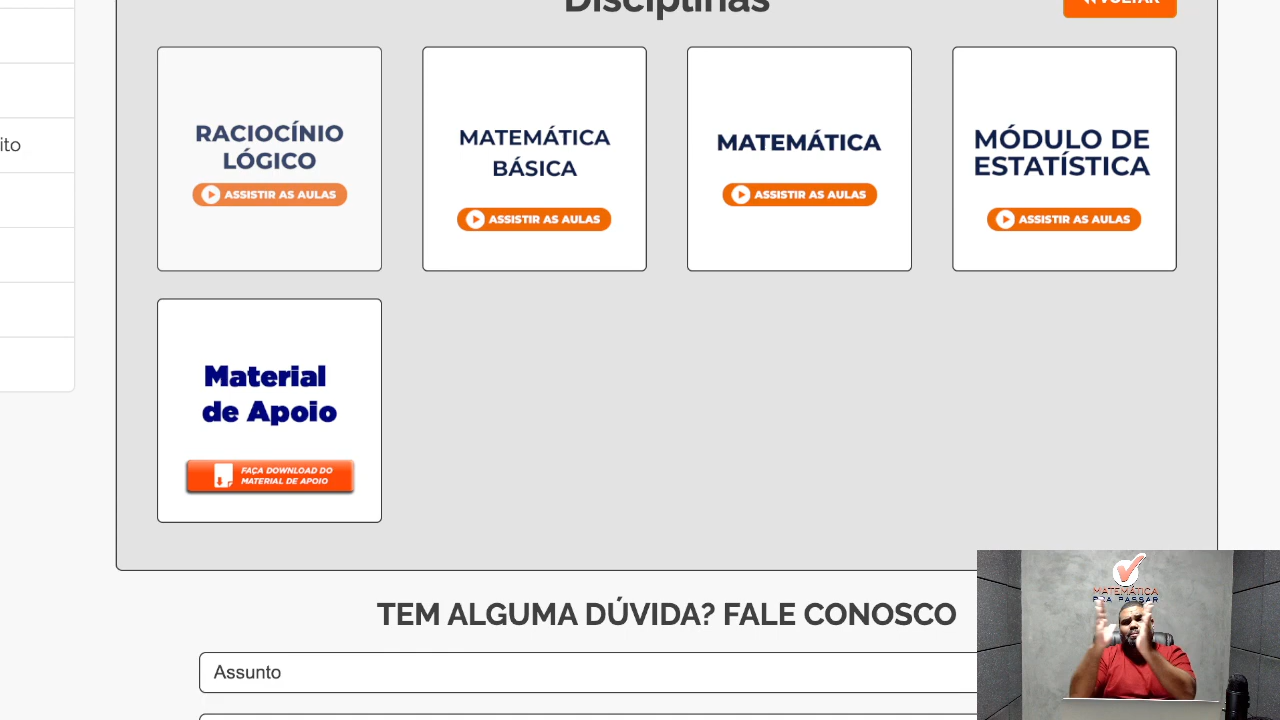 Disciplinas
VOLTAR
ito
RACIOCÍNIO
LÓGICO
ASSISTIR AS AULAS
MATEMÁTICA
BÁSICA
ASSISTIR AS AULAS
MATEMÁTICA
ASSISTIR AS AULAS
MÓDULO DE
ESTATÍSTICA
ASSISTIR AS AULAS
Material
de Apoio
FAÇA DOWNLOAD DO
MATERIAL DE APOIO
TEM ALGUMA DÚVIDA? FALE CONOSCO
Assunto
MATEMÁTICA
PRA PASSAR